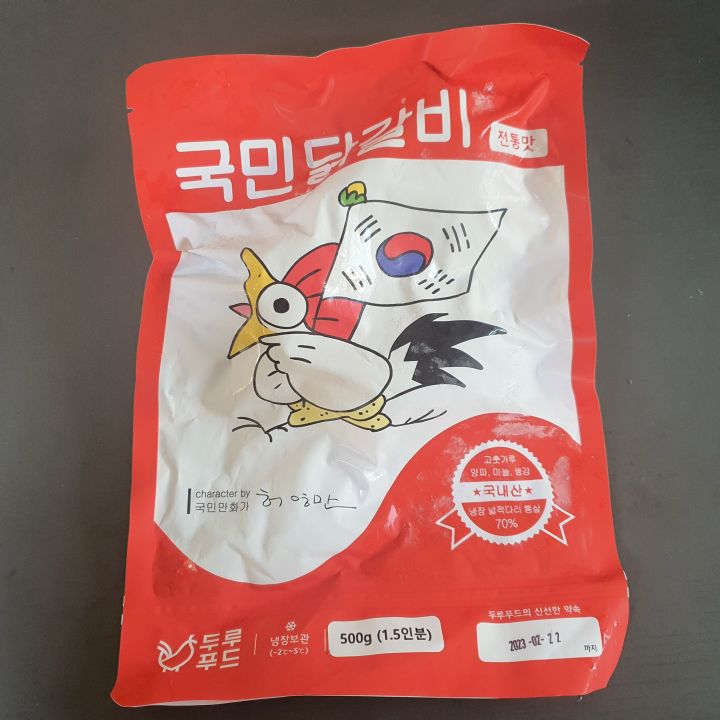 국민닭갈비
전통맛
character by
국민만화가
허영만
고춧가루
양파, 마늘, 생강
★국내산★
냉장 넓적다리 통살
70%
두루푸드의 신선한 약속
두루
푸드
냉장보관
(-2℃~5℃)
500g (1.5인분)
2023-02-22
까지